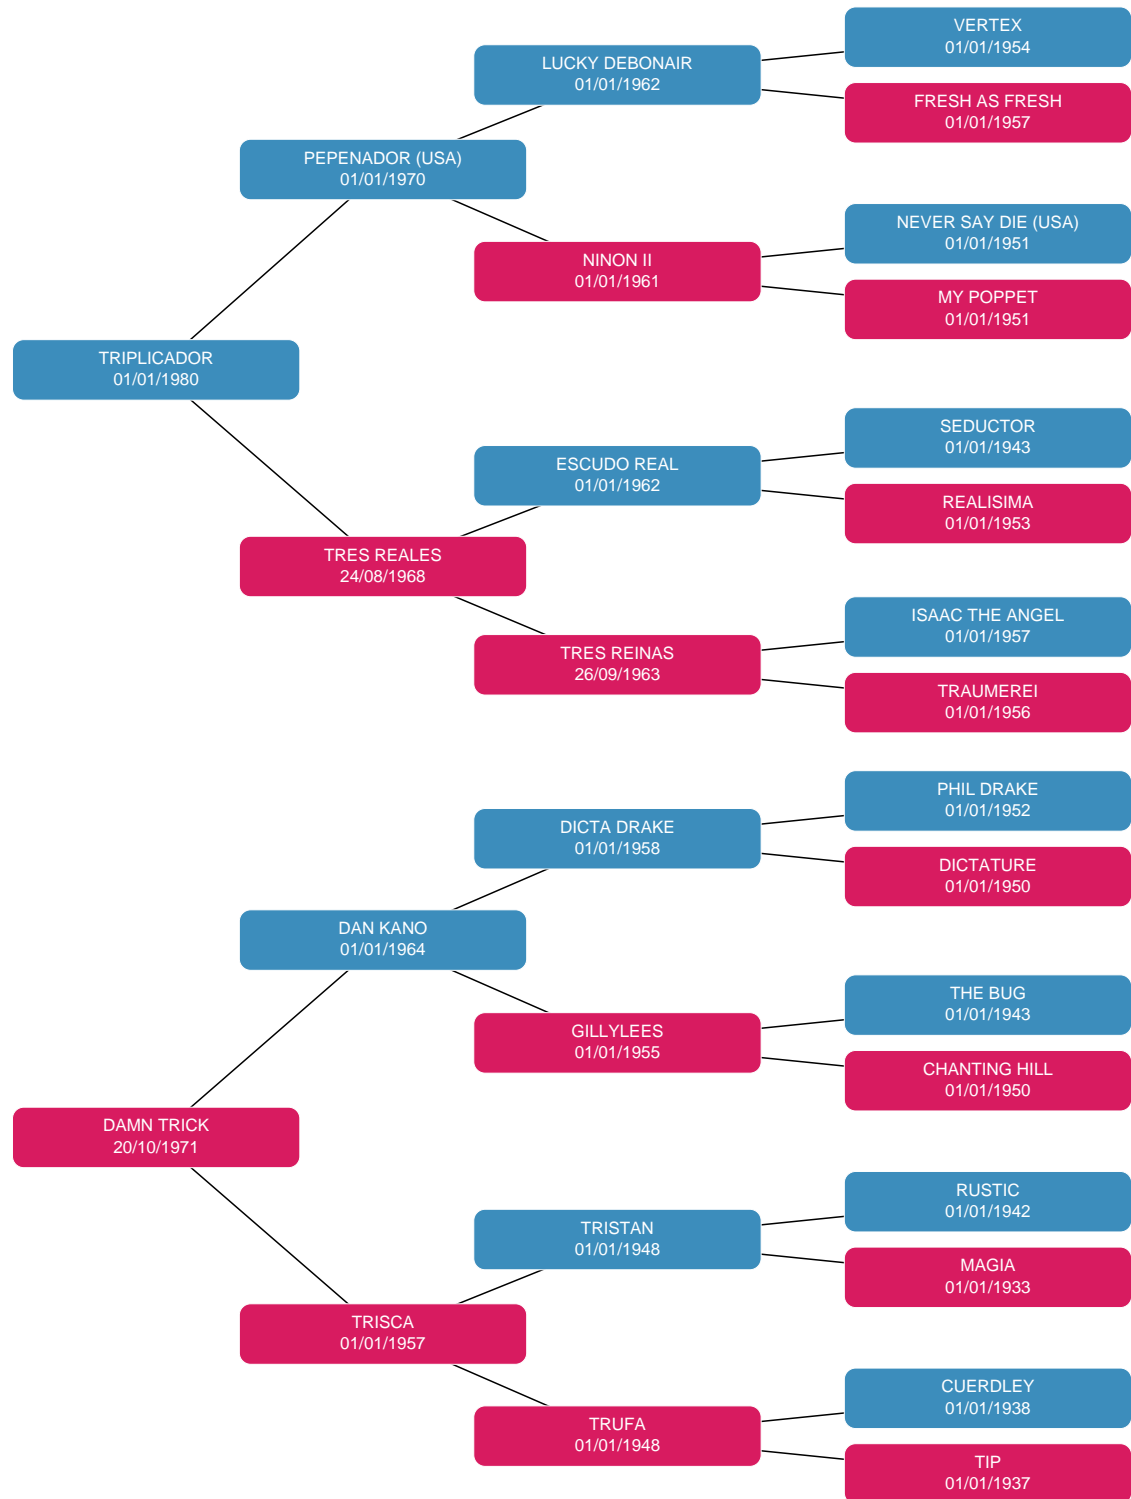 VERTEX
01/01/1954
LUCKY DEBONAIR
01/01/1962
FRESH AS FRESH
01/01/1957
PEPENADOR (USA)
01/01/1970
NEVER SAY DIE (USA)
01/01/1951
NINON II
01/01/1961
MY POPPET
01/01/1951
TRIPLICADOR
01/01/1980
SEDUCTOR
01/01/1943
ESCUDO REAL
01/01/1962
REALISIMA
01/01/1953
TRES REALES
24/08/1968
ISAAC THE ANGEL
01/01/1957
TRES REINAS
26/09/1963
TRAUMEREI
01/01/1956
PHIL DRAKE
01/01/1952
DICTA DRAKE
01/01/1958
DICTATURE
01/01/1950
DAN KANO
01/01/1964
THE BUG
01/01/1943
GILLYLEES
01/01/1955
CHANTING HILL
01/01/1950
DAMN TRICK
20/10/1971
RUSTIC
01/01/1942
TRISTAN
01/01/1948
MAGIA
01/01/1933
TRISCA
01/01/1957
CUERDLEY
01/01/1938
TRUFA
01/01/1948
TIP
01/01/1937